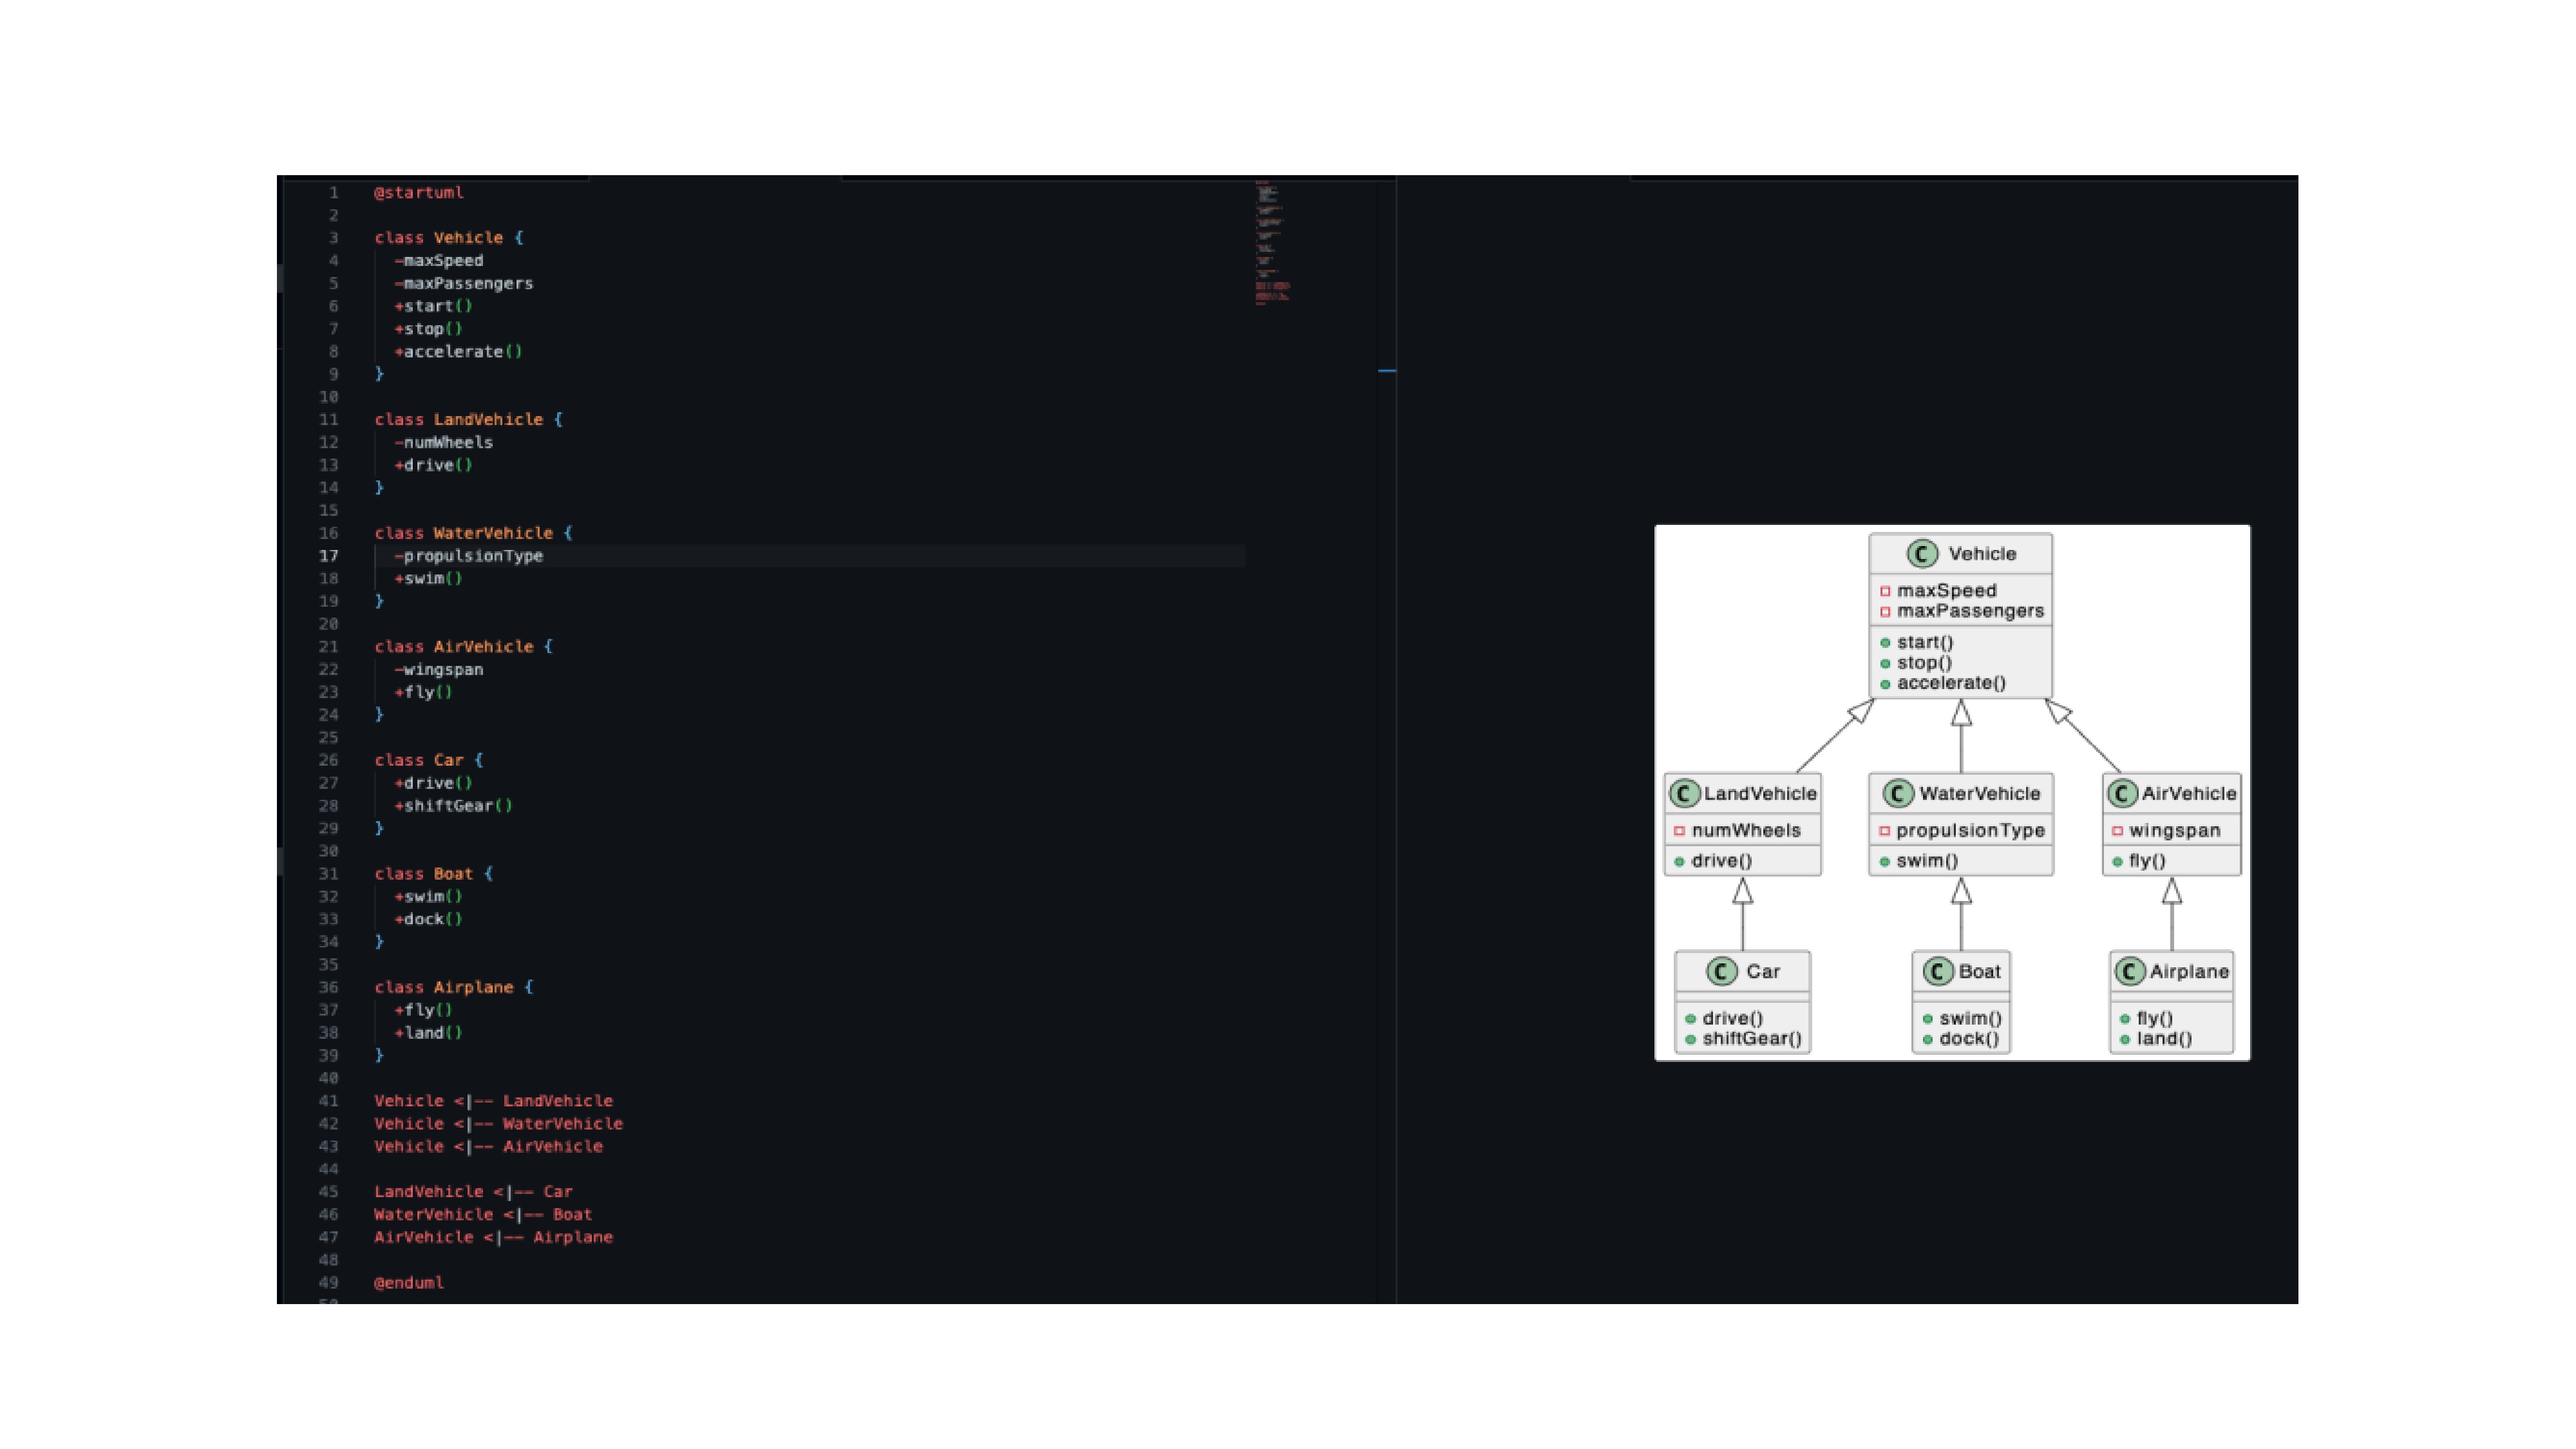 1 @startuml
2
3 class Vehicle {
4 -maxSpeed
5 -maxPassengers
6 +start()
7 +stop()
8 +accelerate()
9 }
10
11 class LandVehicle {
12 -numWheels
13 +drive()
14 }
15
16 class WaterVehicle {
17 -propulsionType
18 +swim()
19 }
20
21 class AirVehicle {
22 -wingspan
23 +fly()
24 }
25
26 class Car {
27 +drive()
28 +shiftGear()
29 }
30
31 class Boat {
32 +swim()
33 +dock()
34 }
35
36 class Airplane {
37 +fly()
38 +land()
39 }
40
41 Vehicle <|-- LandVehicle
42 Vehicle <|-- WaterVehicle
43 Vehicle <|-- AirVehicle
44
45 LandVehicle <|-- Car
46 WaterVehicle <|-- Boat
47 AirVehicle <|-- Airplane
48
49 @enduml
C Vehicle
maxSpeed
maxPassengers
start()
stop()
accelerate()
C LandVehicle
numWheels
drive()
C WaterVehicle
propulsionType
swim()
C AirVehicle
wingspan
fly()
C Car
drive()
shiftGear()
C Boat
swim()
dock()
C Airplane
fly()
land()